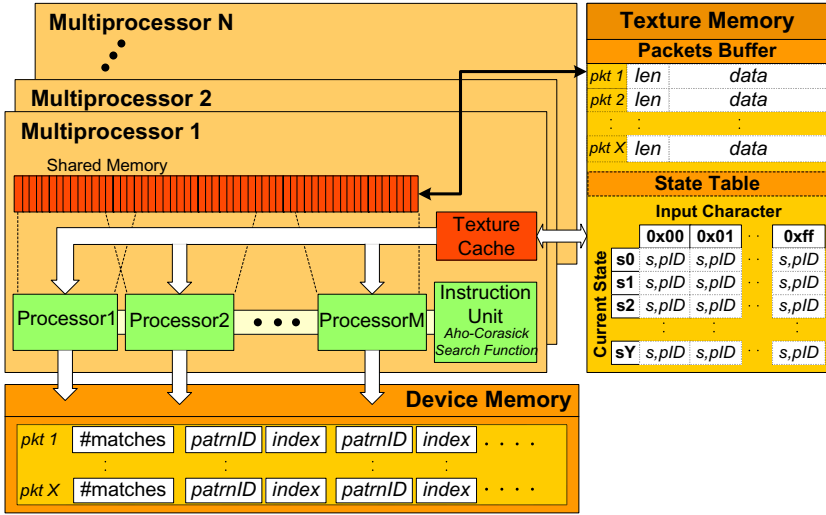 Multiprocessor N
Multiprocessor 2
Multiprocessor 1
Shared Memory
Texture Cache
Processor1 Processor2 ProcessorM
Instruction Unit
Aho-Corasick Search Function
Texture Memory
Packets Buffer
pkt 1 len data
pkt 2 len data
: : :
pkt X len data
State Table
Input Character
0x00 0x01 · · 0xff
Current State
s0 s,pID s,pID · · s,pID
s1 s,pID s,pID · · s,pID
s2 s,pID s,pID · · s,pID
: : : :
sY s,pID s,pID · · s,pID
Device Memory
pkt 1 #matches patrnID index patrnID index · · · ·
: : : :
pkt X #matches patrnID index patrnID index · · · ·